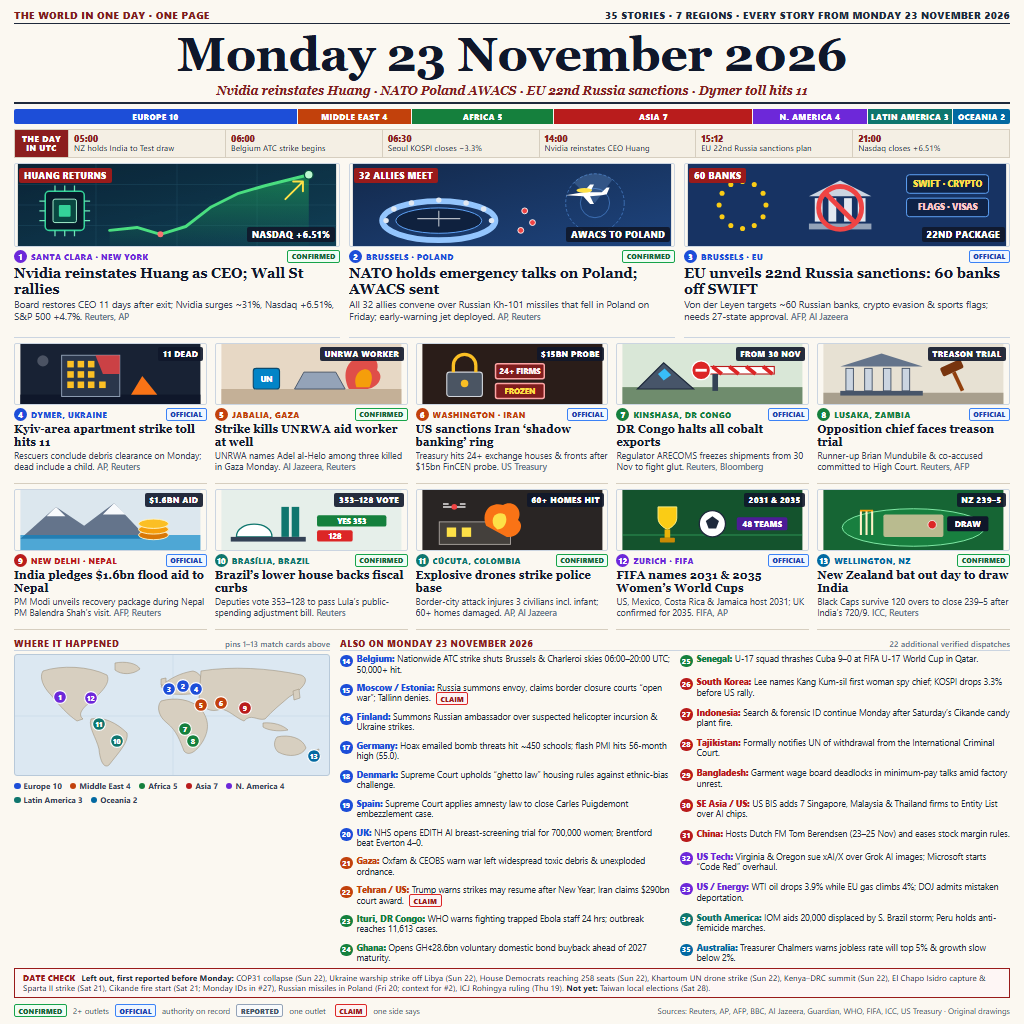 THE WORLD IN ONE DAY · ONE PAGE
35 STORIES · 7 REGIONS · EVERY STORY FROM MONDAY 23 NOVEMBER 2026
Monday 23 November 2026
Nvidia reinstates Huang · NATO Poland AWACS · EU 22nd Russia sanctions · Dymer toll hits 11
EUROPE 10
MIDDLE EAST 4
AFRICA 5
ASIA 7
N. AMERICA 4
LATIN AMERICA 3
OCEANIA 2
THE DAY
IN UTC
05:00
NZ holds India to Test draw
06:00
Belgium ATC strike begins
06:30
Seoul KOSPI closes −3.3%
14:00
Nvidia reinstates CEO Huang
15:12
EU 22nd Russia sanctions plan
21:00
Nasdaq closes +6.51%
HUANG RETURNS
NASDAQ +6.51%
1 SANTA CLARA · NEW YORK
CONFIRMED
Nvidia reinstates Huang as CEO; Wall St
rallies
Board restores CEO 11 days after exit; Nvidia surges ~31%, Nasdaq +6.51%,
S&P 500 +4.7%. Reuters, AP
32 ALLIES MEET
AWACS TO POLAND
2 BRUSSELS · POLAND
CONFIRMED
NATO holds emergency talks on Poland;
AWACS sent
All 32 allies convene over Russian Kh-101 missiles that fell in Poland on
Friday; early-warning jet deployed. AP, Reuters
60 BANKS
SWIFT · CRYPTO
FLAGS · VISAS
22ND PACKAGE
3 BRUSSELS · EU
OFFICIAL
EU unveils 22nd Russia sanctions: 60 banks
off SWIFT
Von der Leyen targets ~60 Russian banks, crypto evasion & sports flags;
needs 27-state approval. AFP, Al Jazeera
11 DEAD
4 DYMER, UKRAINE
OFFICIAL
Kyiv-area apartment strike toll
hits 11
Rescuers conclude debris clearance on Monday;
dead include a child. AP, Reuters
UNRWA WORKER
UN
5 JABALIA, GAZA
CONFIRMED
Strike kills UNRWA aid worker
at well
UNRWA names Adel al-Helo among three killed
in Gaza Monday. Al Jazeera, Reuters
$15BN PROBE
24+ FIRMS
FROZEN
6 WASHINGTON · IRAN
OFFICIAL
US sanctions Iran ‘shadow
banking’ ring
Treasury hits 24+ exchange houses & fronts after
$15bn FinCEN probe. US Treasury
FROM 30 NOV
7 KINSHASA, DR CONGO
OFFICIAL
DR Congo halts all cobalt
exports
Regulator ARECOMS freezes shipments from 30
Nov to fight glut. Reuters, Bloomberg
TREASON TRIAL
8 LUSAKA, ZAMBIA
OFFICIAL
Opposition chief faces treason
trial
Runner-up Brian Mundubile & co-accused
committed to High Court. Reuters, AFP
$1.6BN AID
9 NEW DELHI · NEPAL
OFFICIAL
India pledges $1.6bn flood aid to
Nepal
PM Modi unveils recovery package during Nepal
PM Balendra Shah's visit. AFP, Reuters
353–128 VOTE
YES 353
128
10 BRASÍLIA, BRAZIL
CONFIRMED
Brazil’s lower house backs fiscal
curbs
Deputies vote 353–128 to pass Lula's public-
spending adjustment bill. Reuters
60+ HOMES HIT
11 CÚCUTA, COLOMBIA
CONFIRMED
Explosive drones strike police
base
Border-city attack injures 3 civilians incl. infant;
60+ homes damaged. AP, Al Jazeera
2031 & 2035
48 TEAMS
12 ZURICH · FIFA
OFFICIAL
FIFA names 2031 & 2035
Women’s World Cups
US, Mexico, Costa Rica & Jamaica host 2031; UK
confirmed for 2035. FIFA, AP
NZ 239–5
DRAW
13 WELLINGTON, NZ
CONFIRMED
New Zealand bat out day to draw
India
Black Caps survive 120 overs to close 239–5 after
India's 720/9. ICC, Reuters
WHERE IT HAPPENED
pins 1–13 match cards above
1
12
3
2
4
5
6
9
11
10
7
8
13
Europe 10
Middle East 4
Africa 5
Asia 7
N. America 4
Latin America 3
Oceania 2
ALSO ON MONDAY 23 NOVEMBER 2026
22 additional verified dispatches
14 Belgium: Nationwide ATC strike shuts Brussels & Charleroi skies 06:00–20:00 UTC;
50,000+ hit.
15 Moscow / Estonia: Russia summons envoy, claims border closure courts "open
war"; Tallinn denies. CLAIM
16 Finland: Summons Russian ambassador over suspected helicopter incursion &
Ukraine strikes.
17 Germany: Hoax emailed bomb threats hit ~450 schools; flash PMI hits 56-month
high (55.0).
18 Denmark: Supreme Court upholds "ghetto law" housing rules against ethnic-bias
challenge.
19 Spain: Supreme Court applies amnesty law to close Carles Puigdemont
embezzlement case.
20 UK: NHS opens EDITH AI breast-screening trial for 700,000 women; Brentford
beat Everton 4–0.
21 Gaza: Oxfam & CEOBS warn war left widespread toxic debris & unexploded
ordnance.
22 Tehran / US: Trump warns strikes may resume after New Year; Iran claims $290bn
court award. CLAIM
23 Ituri, DR Congo: WHO warns fighting trapped Ebola staff 24 hrs; outbreak
reaches 11,613 cases.
24 Ghana: Opens GH¢28.6bn voluntary domestic bond buyback ahead of 2027
maturity.
25 Senegal: U-17 squad thrashes Cuba 9–0 at FIFA U-17 World Cup in Qatar.
26 South Korea: Lee names Kang Kum-sil first woman spy chief; KOSPI drops 3.3%
before US rally.
27 Indonesia: Search & forensic ID continue Monday after Saturday's Cikande candy
plant fire.
28 Tajikistan: Formally notifies UN of withdrawal from the International Criminal
Court.
29 Bangladesh: Garment wage board deadlocks in minimum-pay talks amid factory
unrest.
30 SE Asia / US: US BIS adds 7 Singapore, Malaysia & Thailand firms to Entity List
over AI chips.
31 China: Hosts Dutch FM Tom Berendsen (23–25 Nov) and eases stock margin rules.
32 US Tech: Virginia & Oregon sue xAI/X over Grok AI images; Microsoft starts
"Code Red" overhaul.
33 US / Energy: WTI oil drops 3.9% while EU gas climbs 4%; DOJ admits mistaken
deportation.
34 South America: IOM aids 20,000 displaced by S. Brazil storm; Peru holds anti-
femicide marches.
35 Australia: Treasurer Chalmers warns jobless rate will top 5% & growth slow
below 2%.
DATE CHECK Left out, first reported before Monday: COP31 collapse (Sun 22), Ukraine warship strike off Libya (Sun 22), House Democrats reaching 258 seats (Sun 22), Khartoum UN drone strike (Sun 22), Kenya–DRC summit (Sun 22), El Chapo Isidro capture &
Sparta II strike (Sat 21), Cikande fire start (Sat 21; Monday IDs in #27), Russian missiles in Poland (Fri 20; context for #2), ICJ Rohingya ruling (Thu 19). Not yet: Taiwan local elections (Sat 28).
CONFIRMED 2+ outlets OFFICIAL authority on record REPORTED one outlet CLAIM one side says
Sources: Reuters, AP, AFP, BBC, Al Jazeera, Guardian, WHO, FIFA, ICC, US Treasury · Original drawings